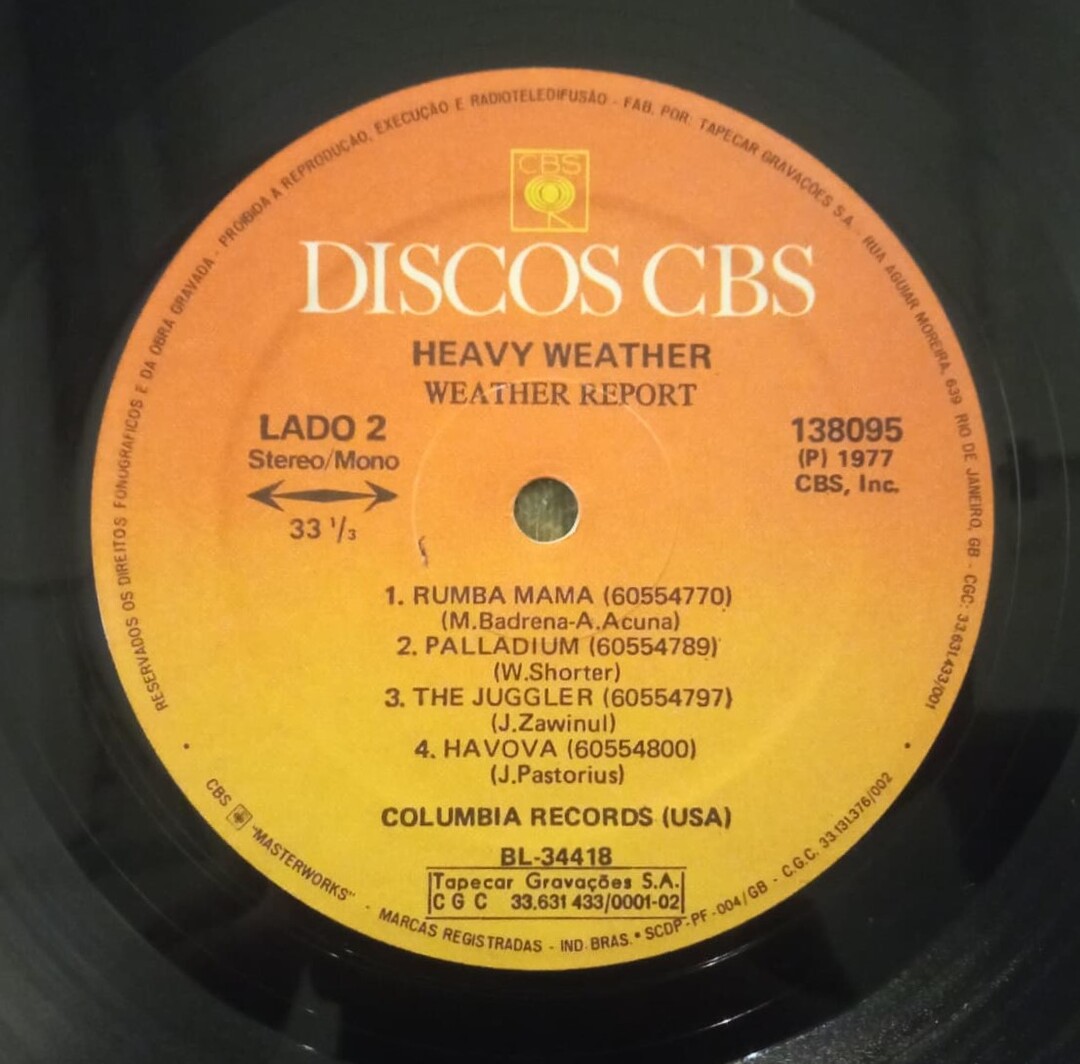 RESERVADOS OS DIREITOS FONOGRAFICOS E DA OBRA GRAVADA - PROIBIDA A REPRODUÇÃO, EXECUÇÃO E RADIOTELEDIFUSÃO - FAB. POR: TAPECAR GRAVAÇÕES S.A. - RUA AGUIAR MOREIRA, 639 RIO DE JANEIRO, GB - CGC: 33.631.433/001
CBS
DISCOS CBS
HEAVY WEATHER
WEATHER REPORT
LADO 2
Stereo/Mono
33 1/3
138095
(P) 1977
CBS, Inc.
1. RUMBA MAMA (60554770)
(M.Badrena-A.Acuna)
2. PALLADIUM (60554789)
(W.Shorter)
3. THE JUGGLER (60554797)
(J.Zawinul)
4. HAVOVA (60554800)
(J.Pastorius)
COLUMBIA RECORDS (USA)
BL-34418
Tapecar Gravações S.A.
C G C 33,631 433/0001-02
CBS "MASTERWORKS" - MARCAS REGISTRADAS - IND. BRAS. • SCDP-PF-004/GB - C.G.C. 33.131.376/002